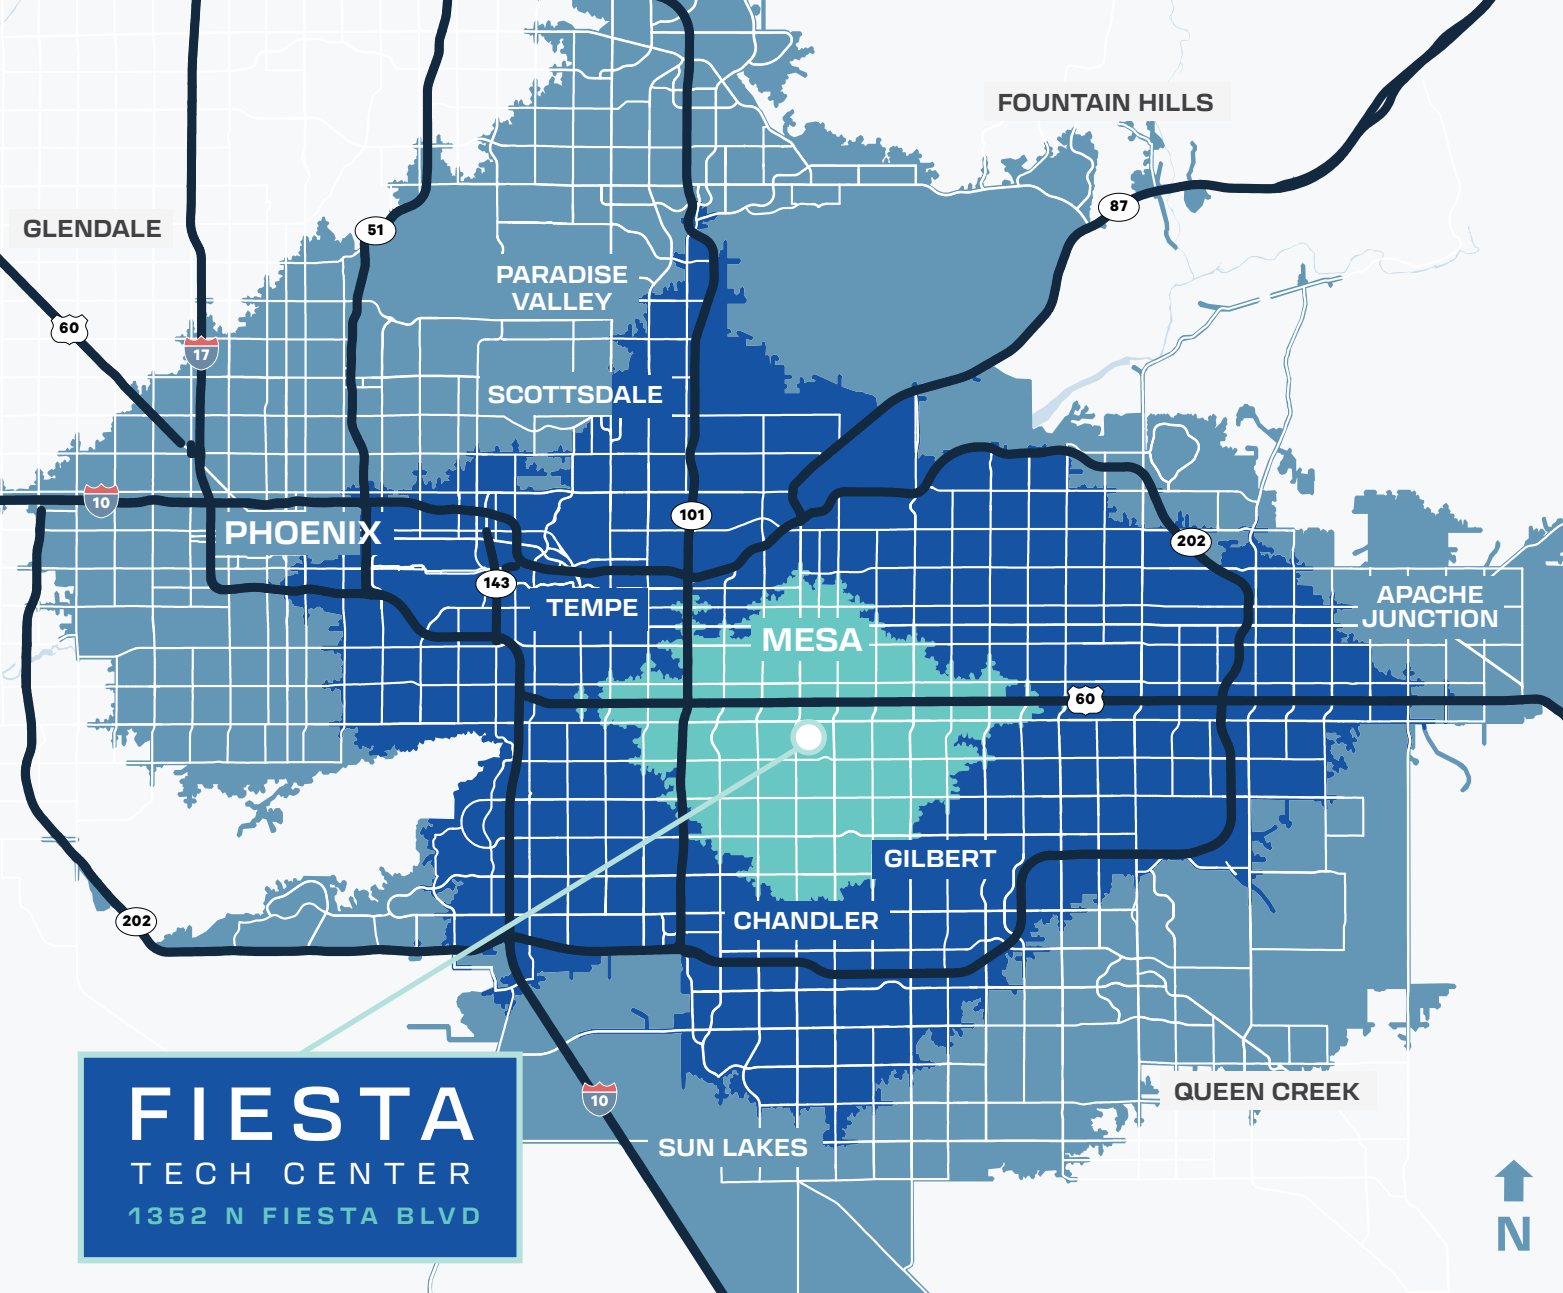 FOUNTAIN HILLS
87
GLENDALE
51
PARADISE
VALLEY
60
17
SCOTTSDALE
10
PHOENIX
101
202
143
TEMPE
APACHE
JUNCTION
MESA
60
GILBERT
202
CHANDLER
FIESTA
TECH CENTER
1352 N FIESTA BLVD
10
QUEEN CREEK
SUN LAKES
N